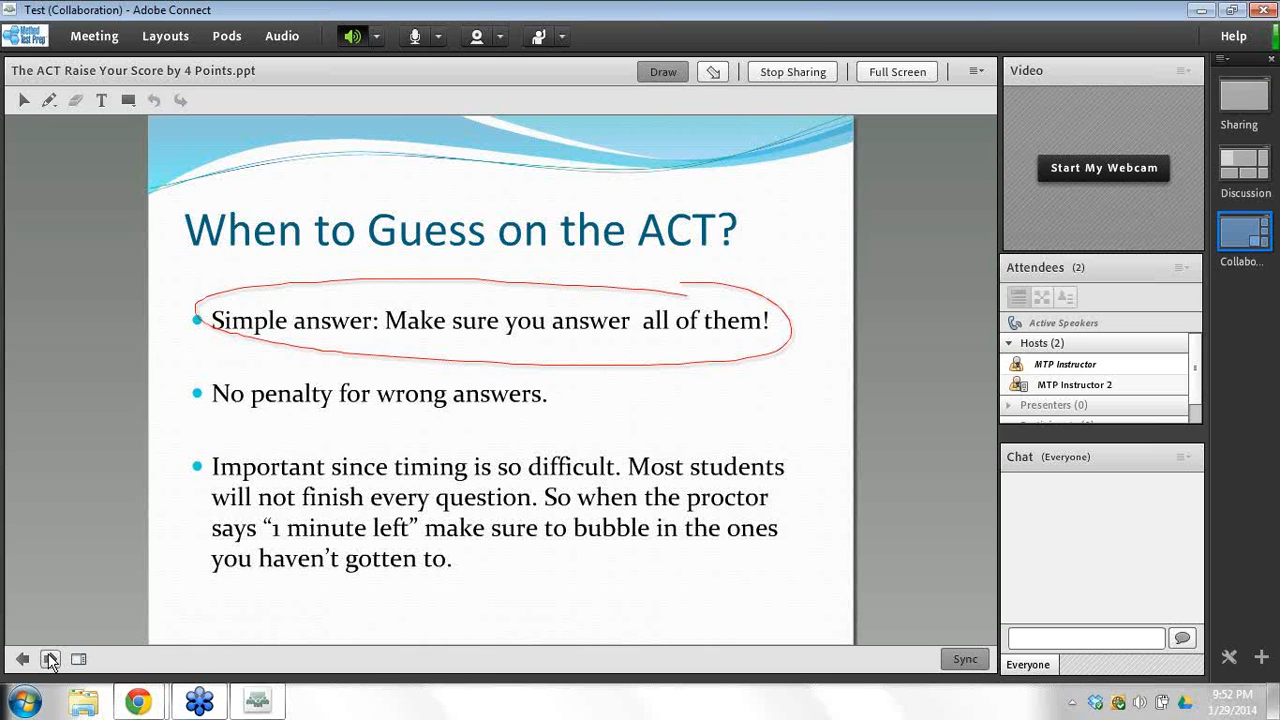 Test (Collaboration) - Adobe Connect
Method Test Prep
Meeting Layouts Pods Audio Help
The ACT Raise Your Score by 4 Points.ppt
Draw Stop Sharing Full Screen
When to Guess on the ACT?
Simple answer: Make sure you answer all of them!
No penalty for wrong answers.
Important since timing is so difficult. Most students
will not finish every question. So when the proctor
says “1 minute left” make sure to bubble in the ones
you haven’t gotten to.
Sync
Video
Start My Webcam
Attendees (2)
Active Speakers
Hosts (2)
MTP Instructor
MTP Instructor 2
Presenters (0)
Chat (Everyone)
Everyone
Sharing
Discussion
Collabo...
9:52 PM
1/29/2014